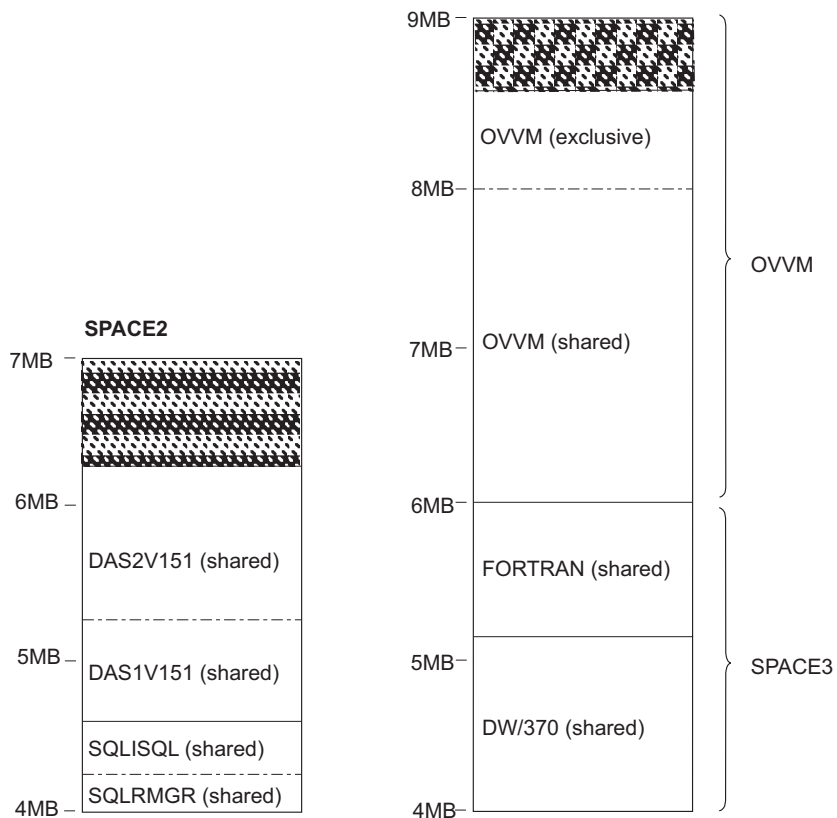 SPACE2
7MB
6MB
DAS2V151 (shared)
5MB
DAS1V151 (shared)
SQLISQL (shared)
SQLRMGR (shared)
4MB
9MB
OVVM (exclusive)
8MB
OVVM
7MB
OVVM (shared)
6MB
FORTRAN (shared)
5MB
SPACE3
DW/370 (shared)
4MB